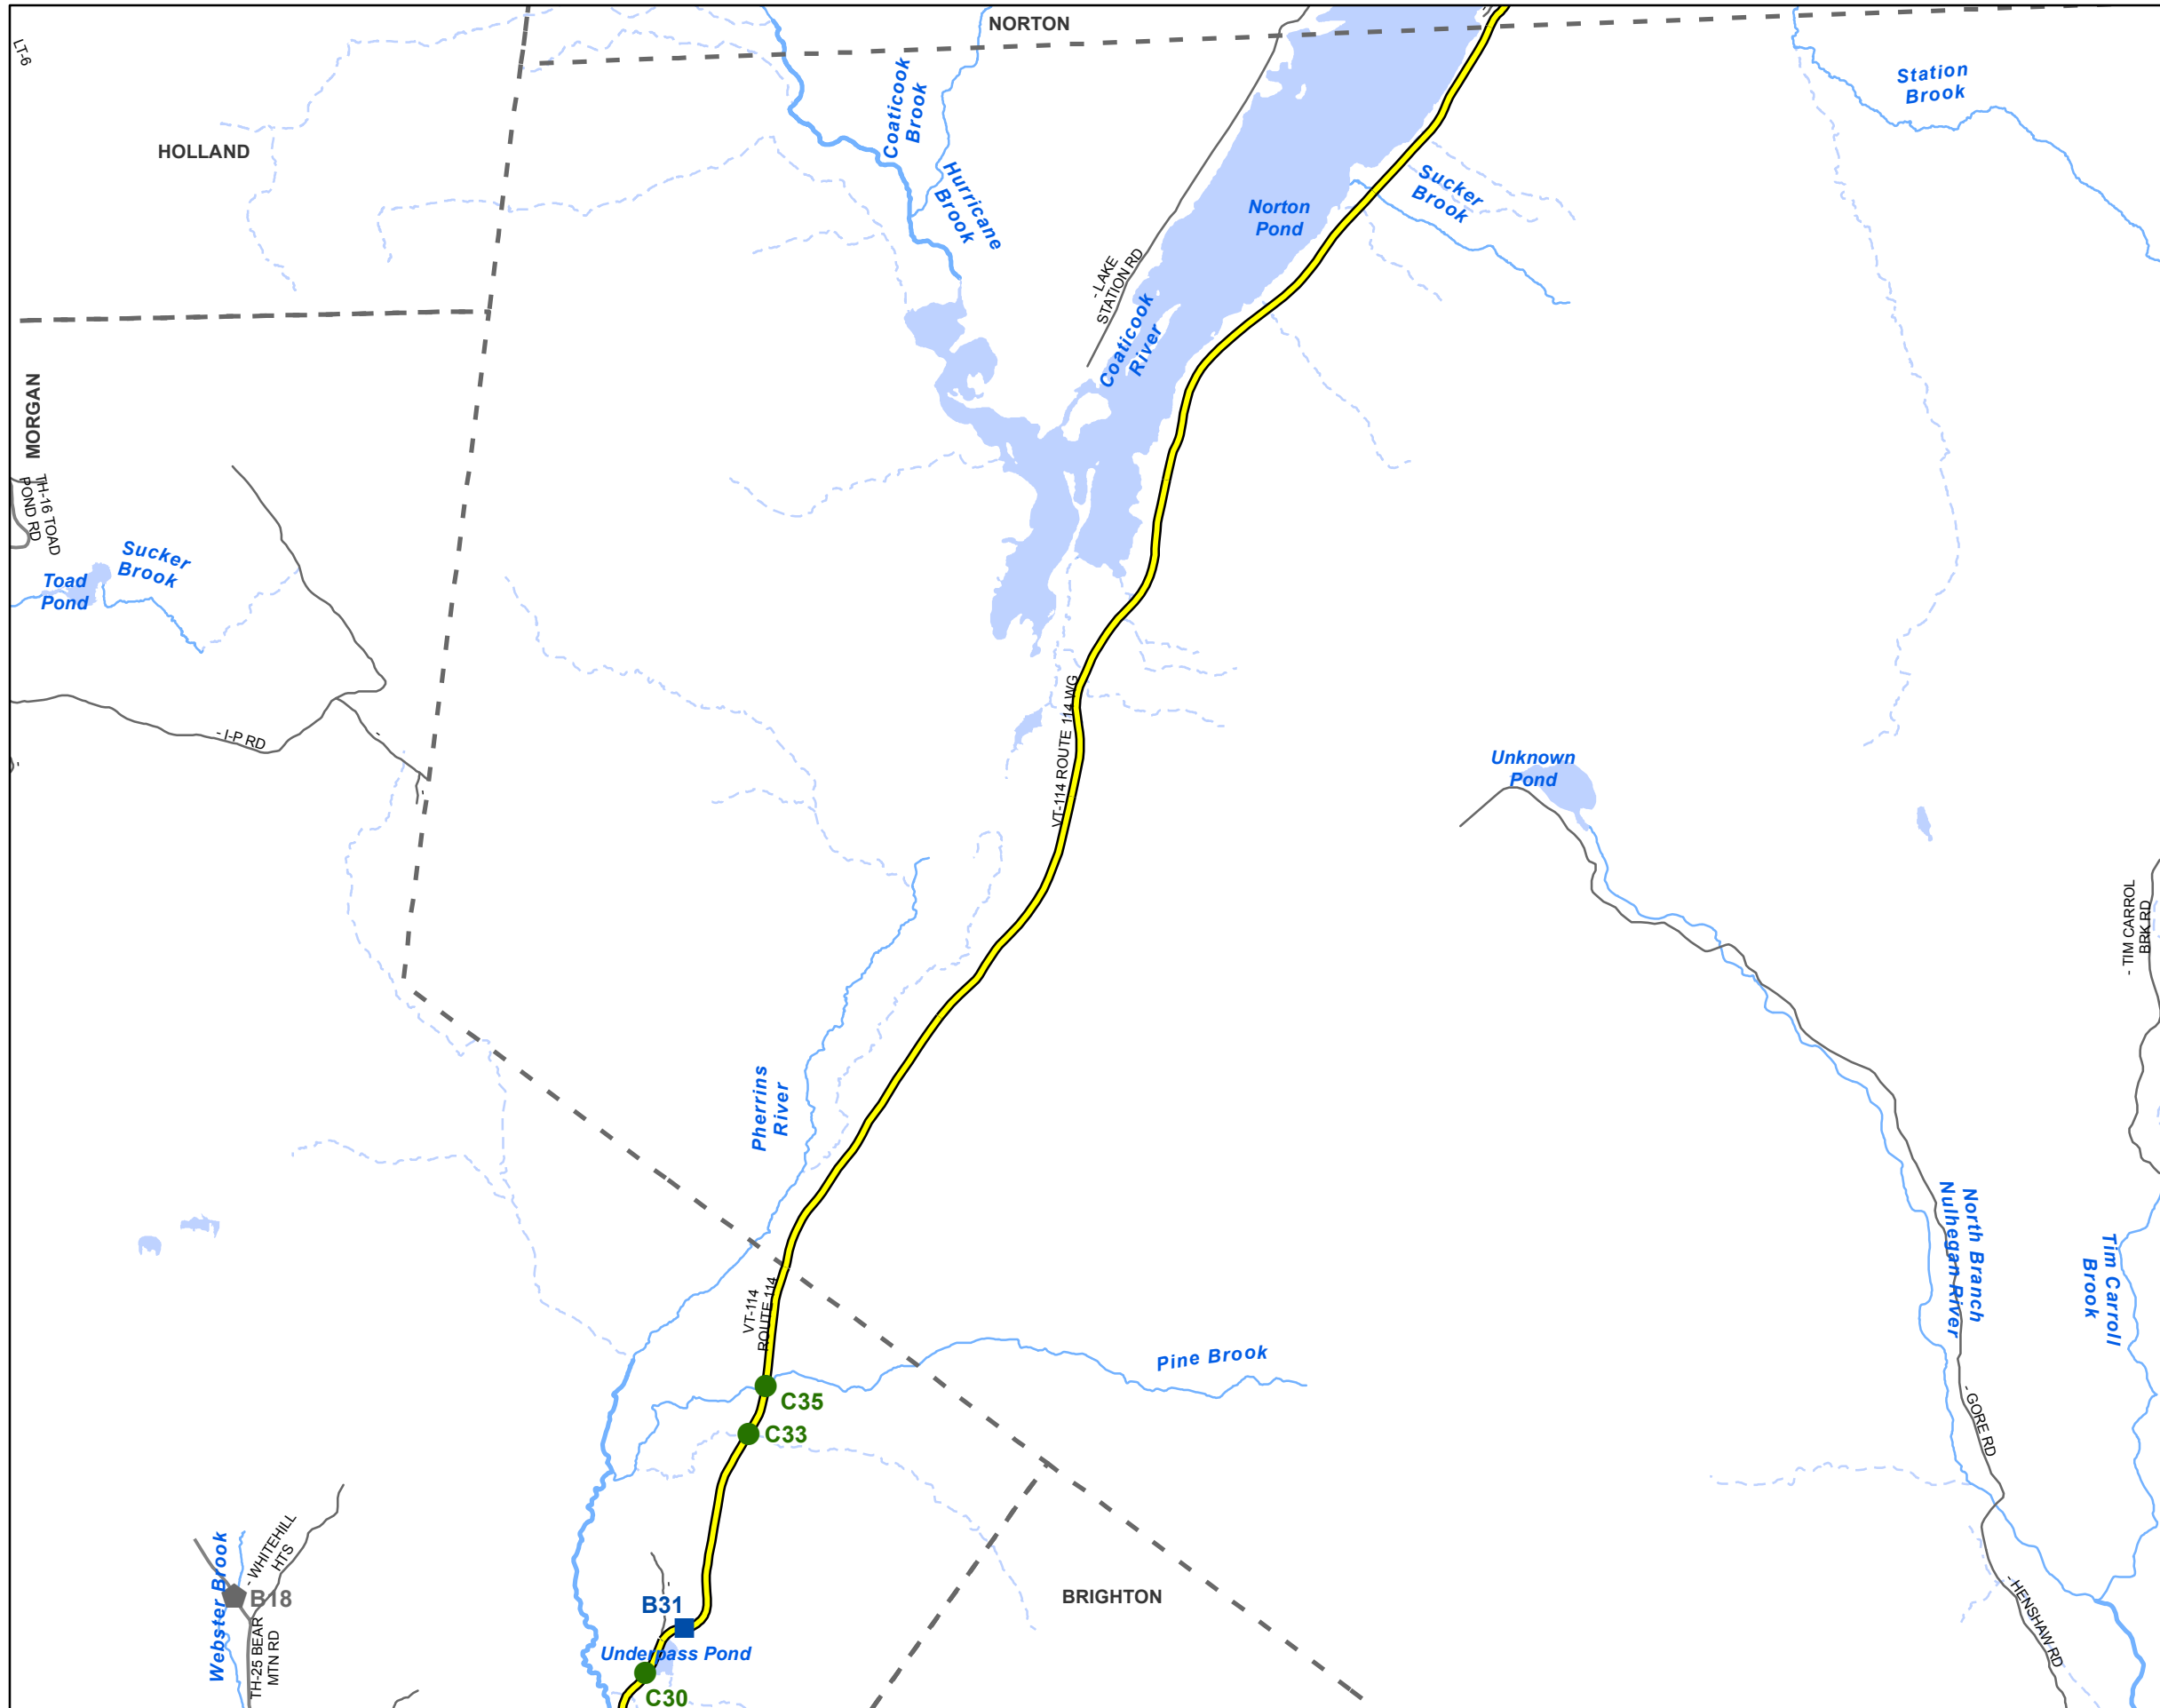 NORTON
LT-6
Station
Brook
Coaticook
Brook
HOLLAND
Hurricane
Brook
Sucker
Brook
Norton
Pond
- LAKE
STATION RD
Coaticook
River
MORGAN
TH-16 TOAD
POND RD
Sucker
Brook
Toad
Pond
- I-P RD
-
-
-
VT-114 ROUTE 114 WG
Unknown
Pond
- TIM CARROL
BRK RD
Pherrins
River
North Branch
Nulhegan River
Tim Carroll
Brook
VT-114
ROUTE 114
Pine Brook
C35
C33
- GORE RD
- WHITEHILL
HTS
Webster Brook
B18
TH-25 BEAR
MTN RD
-
B31
BRIGHTON
Underpass Pond
C30
- HENSHAW RD